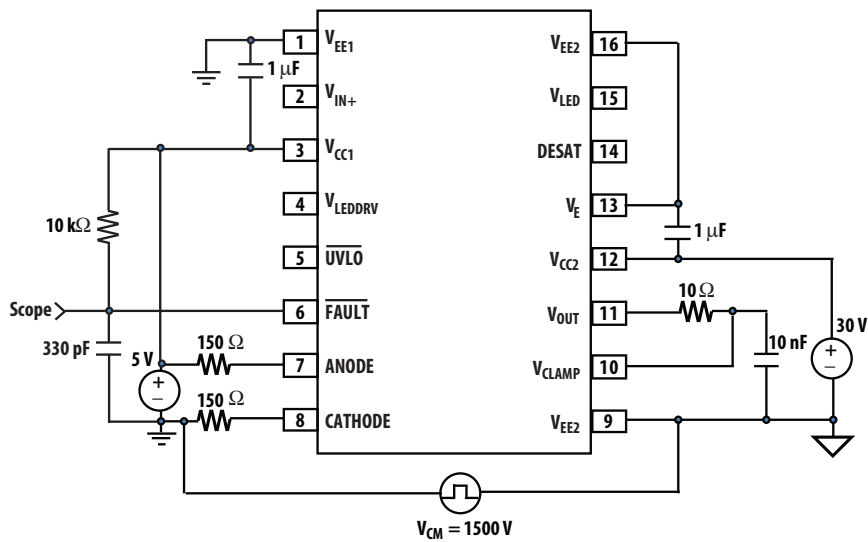 1 V_EE1
V_EE2 16
1 μF
2 V_IN+
V_LED 15
3 V_CC1
DESAT 14
10 kΩ
4 V_LEDDRV
V_E 13
1 μF
5 U̅V̅L̅O̅
V_CC2 12
10 Ω
Scope
6 F̅A̅U̅L̅T̅
V_OUT 11
30 V
330 pF
150 Ω
10 nF
5 V
7 ANODE
V_CLAMP 10
+
−
+
−
150 Ω
8 CATHODE
V_EE2 9
V_CM = 1500 V